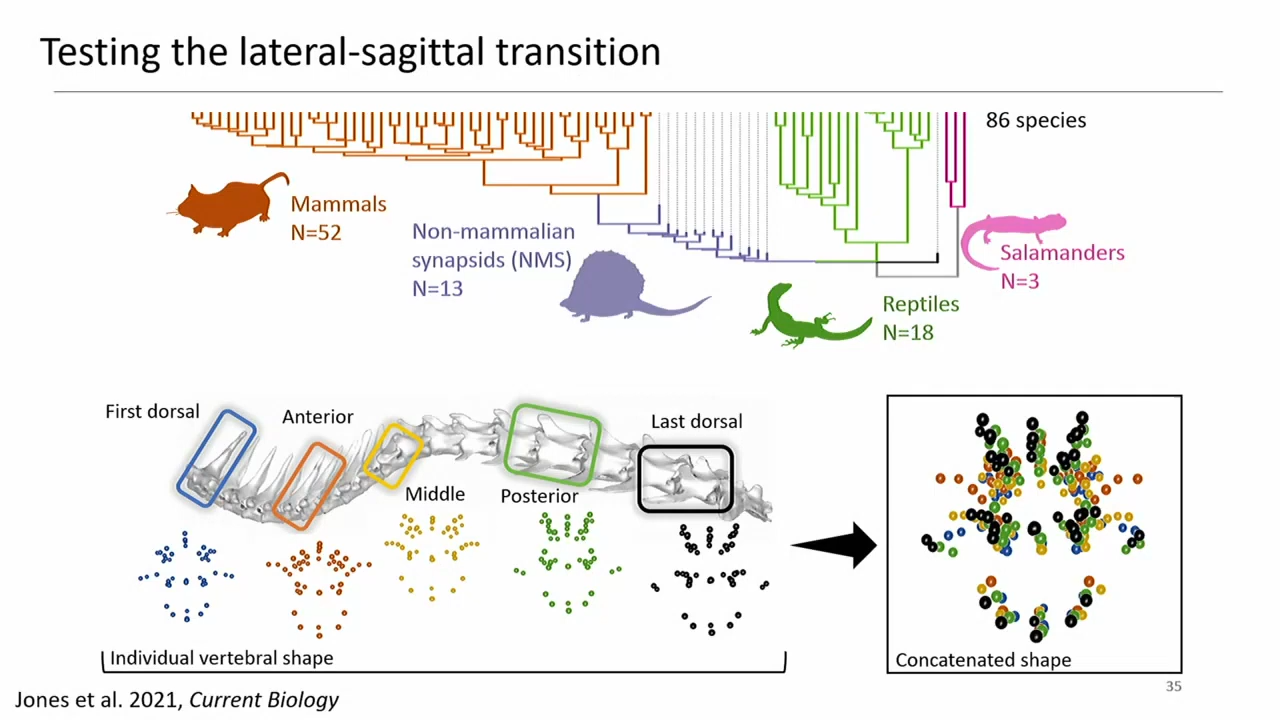 Testing the lateral-sagittal transition
86 species
Mammals
N=52
Non-mammalian
synapsids (NMS)
N=13
Salamanders
N=3
Reptiles
N=18
First dorsal
Anterior
Middle
Posterior
Last dorsal
Individual vertebral shape
Concatenated shape
35
Jones et al. 2021, Current Biology